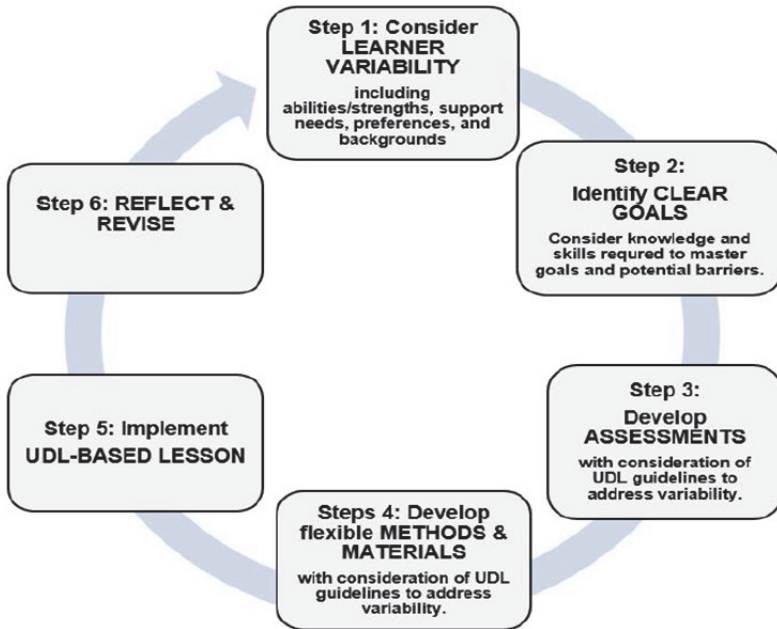 Step 1: Consider
LEARNER
VARIABILITY
including
abilities/strengths, support
needs, preferences, and
backgrounds
Step 2:
Identify CLEAR
GOALS
Consider knowledge and
skills requred to master
goals and potential barriers.
Step 3:
Develop
ASSESSMENTS
with consideration of
UDL guidelines to
address variability.
Steps 4: Develop
flexible METHODS &
MATERIALS
with consideration of UDL
guidelines to address
variability.
Step 5: Implement
UDL-BASED LESSON
Step 6: REFLECT &
REVISE